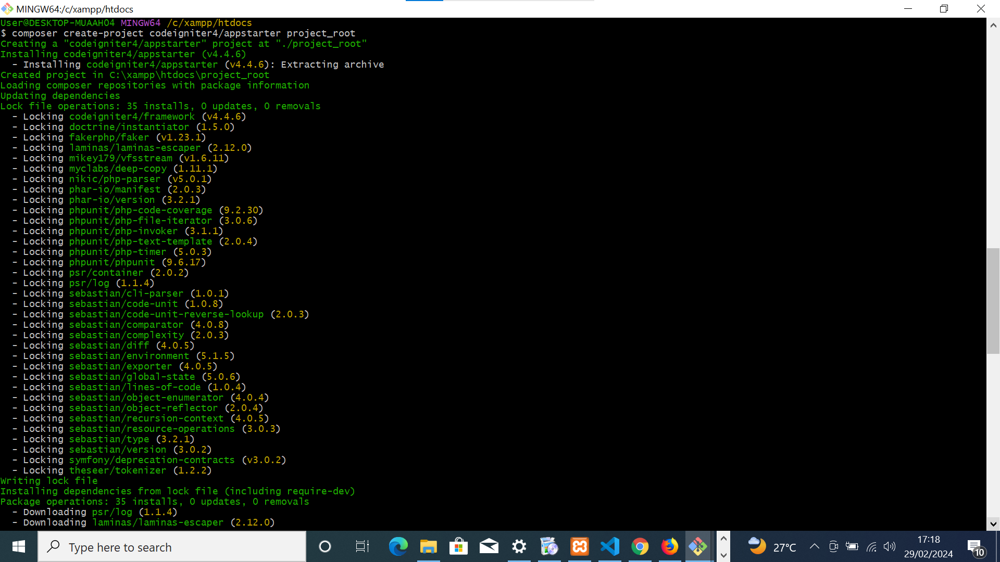 MINGW64:/c/xampp/htdocs
User@DESKTOP-MUAAHO4 MINGW64 /c/xampp/htdocs
$ composer create-project codeigniter4/appstarter project_root
Creating a "codeigniter4/appstarter" project at "./project_root"
Installing codeigniter4/appstarter (v4.4.6)
  - Installing codeigniter4/appstarter (v4.4.6): Extracting archive
Created project in C:\xampp\htdocs\project_root
Loading composer repositories with package information
Updating dependencies
Lock file operations: 35 installs, 0 updates, 0 removals
  - Locking codeigniter4/framework (v4.4.6)
  - Locking doctrine/instantiator (1.5.0)
  - Locking fakerphp/faker (v1.23.1)
  - Locking laminas/laminas-escaper (2.12.0)
  - Locking mikey179/vfsstream (v1.6.11)
  - Locking myclabs/deep-copy (1.11.1)
  - Locking nikic/php-parser (v5.0.1)
  - Locking phar-io/manifest (2.0.3)
  - Locking phar-io/version (3.2.1)
  - Locking phpunit/php-code-coverage (9.2.30)
  - Locking phpunit/php-file-iterator (3.0.6)
  - Locking phpunit/php-invoker (3.1.1)
  - Locking phpunit/php-text-template (2.0.4)
  - Locking phpunit/php-timer (5.0.3)
  - Locking phpunit/phpunit (9.6.17)
  - Locking psr/container (2.0.2)
  - Locking psr/log (1.1.4)
  - Locking sebastian/cli-parser (1.0.1)
  - Locking sebastian/code-unit (1.0.8)
  - Locking sebastian/code-unit-reverse-lookup (2.0.3)
  - Locking sebastian/comparator (4.0.8)
  - Locking sebastian/complexity (2.0.3)
  - Locking sebastian/diff (4.0.5)
  - Locking sebastian/environment (5.1.5)
  - Locking sebastian/exporter (4.0.5)
  - Locking sebastian/global-state (5.0.6)
  - Locking sebastian/lines-of-code (1.0.4)
  - Locking sebastian/object-enumerator (4.0.4)
  - Locking sebastian/object-reflector (2.0.4)
  - Locking sebastian/recursion-context (4.0.5)
  - Locking sebastian/resource-operations (3.0.3)
  - Locking sebastian/type (3.2.1)
  - Locking sebastian/version (3.0.2)
  - Locking symfony/deprecation-contracts (v3.0.2)
  - Locking theseer/tokenizer (1.2.2)
Writing lock file
Installing dependencies from lock file (including require-dev)
Package operations: 35 installs, 0 updates, 0 removals
  - Downloading psr/log (1.1.4)
  - Downloading laminas/laminas-escaper (2.12.0)
Type here to search
27°C
17:18
29/02/2024
10